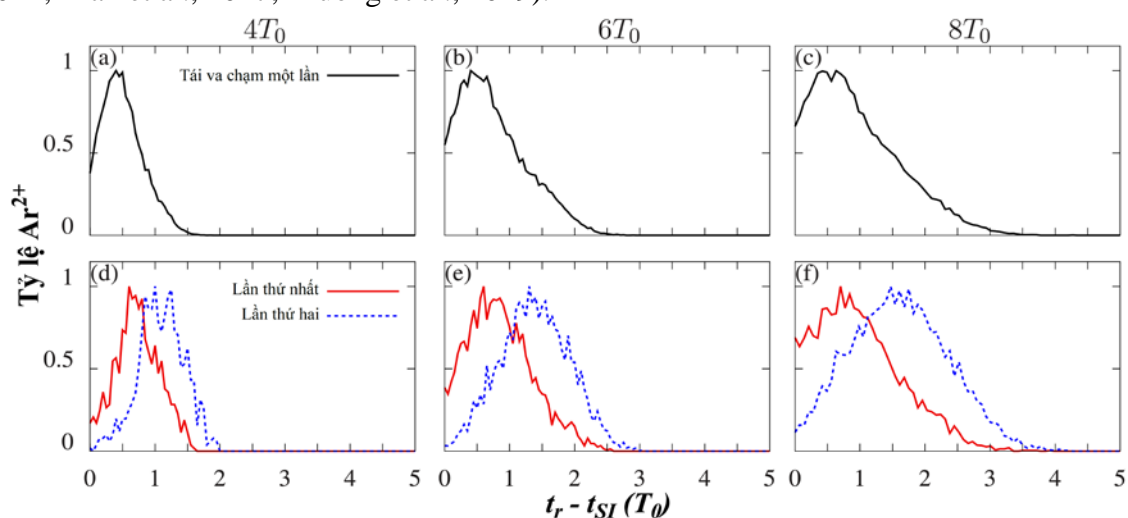 4T₀ 6T₀ 8T₀
(a) (b) (c)
Tái va chạm một lần
1
0.5
0
Tỷ lệ Ar²⁺
(d) (e) (f)
Lần thứ nhất
Lần thứ hai
1
0.5
0
0 1 2 3 4 5 0 1 2 3 4 5 0 1 2 3 4 5
t_r - t_SI (T₀)